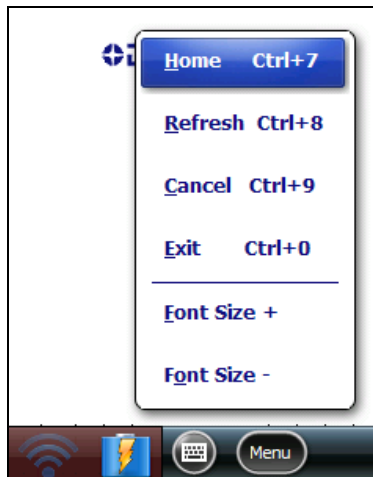 Home Ctrl+7
Refresh Ctrl+8
Cancel Ctrl+9
Exit Ctrl+0
Font Size +
Font Size -
Menu